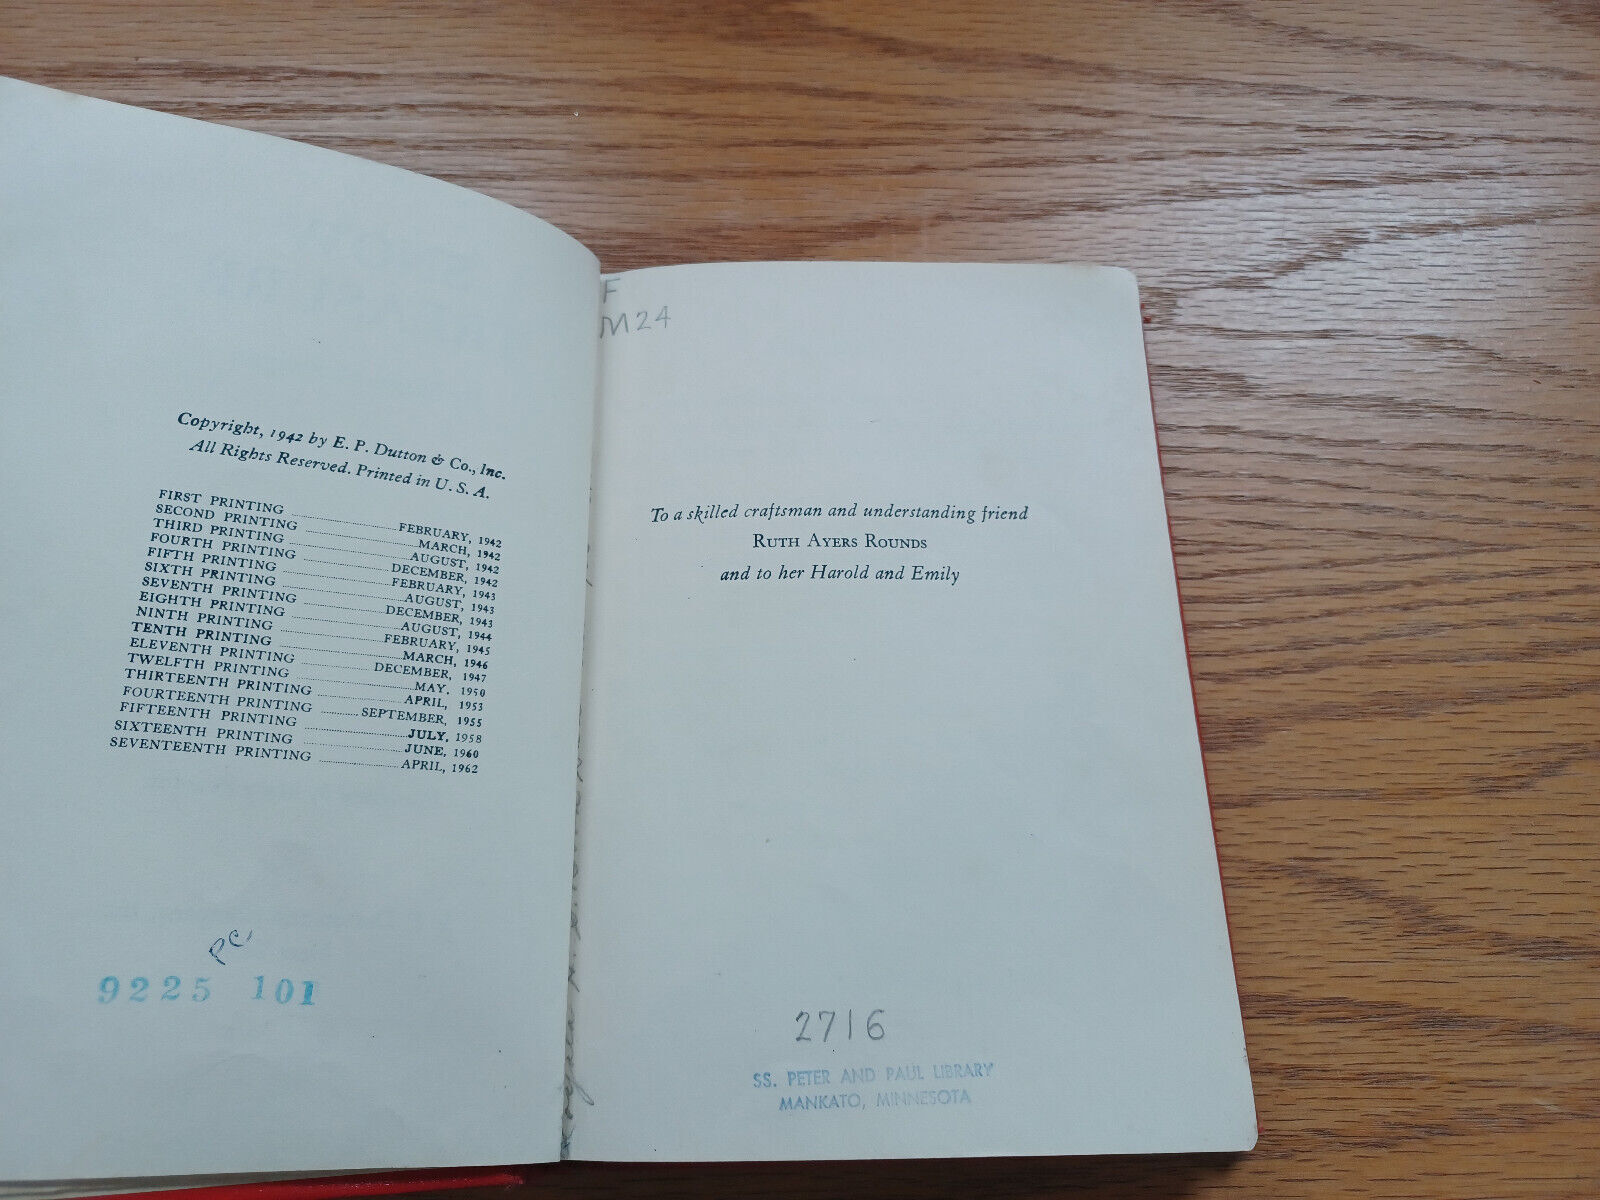 Copyright, 1942 by E. P. Dutton & Co., Inc.
All Rights Reserved. Printed in U. S. A.
FIRST PRINTING FEBRUARY, 1942
SECOND PRINTING MARCH, 1942
THIRD PRINTING AUGUST, 1942
FOURTH PRINTING DECEMBER, 1942
FIFTH PRINTING FEBRUARY, 1943
SIXTH PRINTING AUGUST, 1943
SEVENTH PRINTING DECEMBER, 1943
EIGHTH PRINTING AUGUST, 1944
NINTH PRINTING FEBRUARY, 1945
TENTH PRINTING MARCH, 1946
ELEVENTH PRINTING DECEMBER, 1947
TWELFTH PRINTING MAY, 1950
THIRTEENTH PRINTING APRIL, 1953
FOURTEENTH PRINTING SEPTEMBER, 1955
FIFTEENTH PRINTING JULY, 1958
SIXTEENTH PRINTING JUNE, 1960
SEVENTEENTH PRINTING APRIL, 1962
PC,
9225 101
F
M24
To a skilled craftsman and understanding friend
RUTH AYERS ROUNDS
and to her Harold and Emily
2716
SS. PETER AND PAUL LIBRARY
MANKATO, MINNESOTA